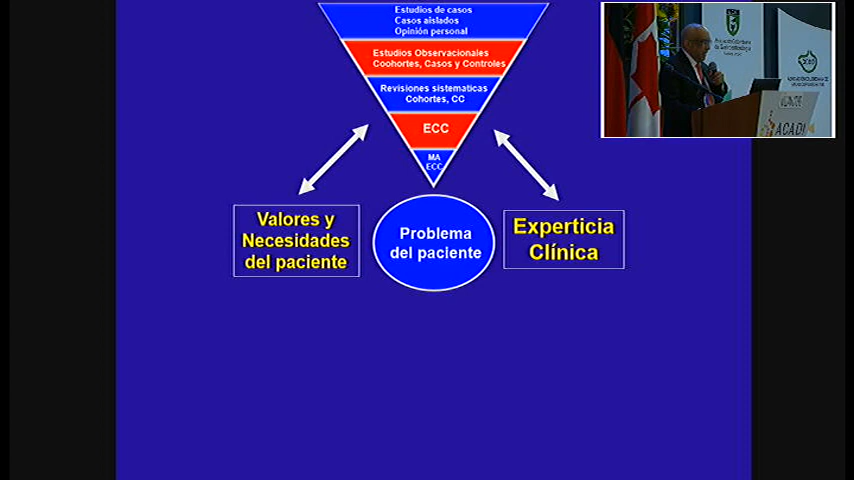 Estudios de casos
Casos aislados
Opinión personal
Estudios Observacionales
Coohortes, Casos y Controles
Revisiones sistematicas
Cohortes, CC
ECC
MA
ECC
Valores y
Necesidades
del paciente
Problema
del paciente
Experticia
Clínica
ACADI